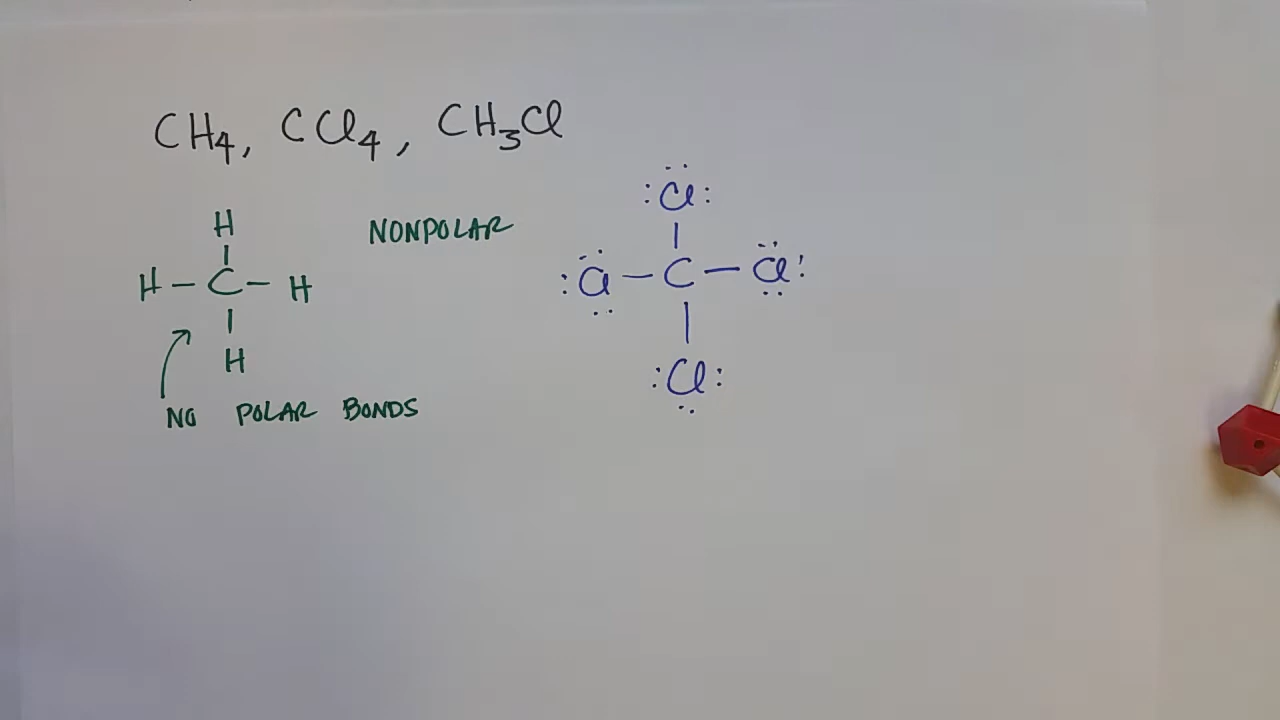 CH₄, CCl₄, CH₃Cl
H
H – C – H
H
NO POLAR BONDS
NONPOLAR
:Cl:
:Cl – C – Cl:
:Cl: